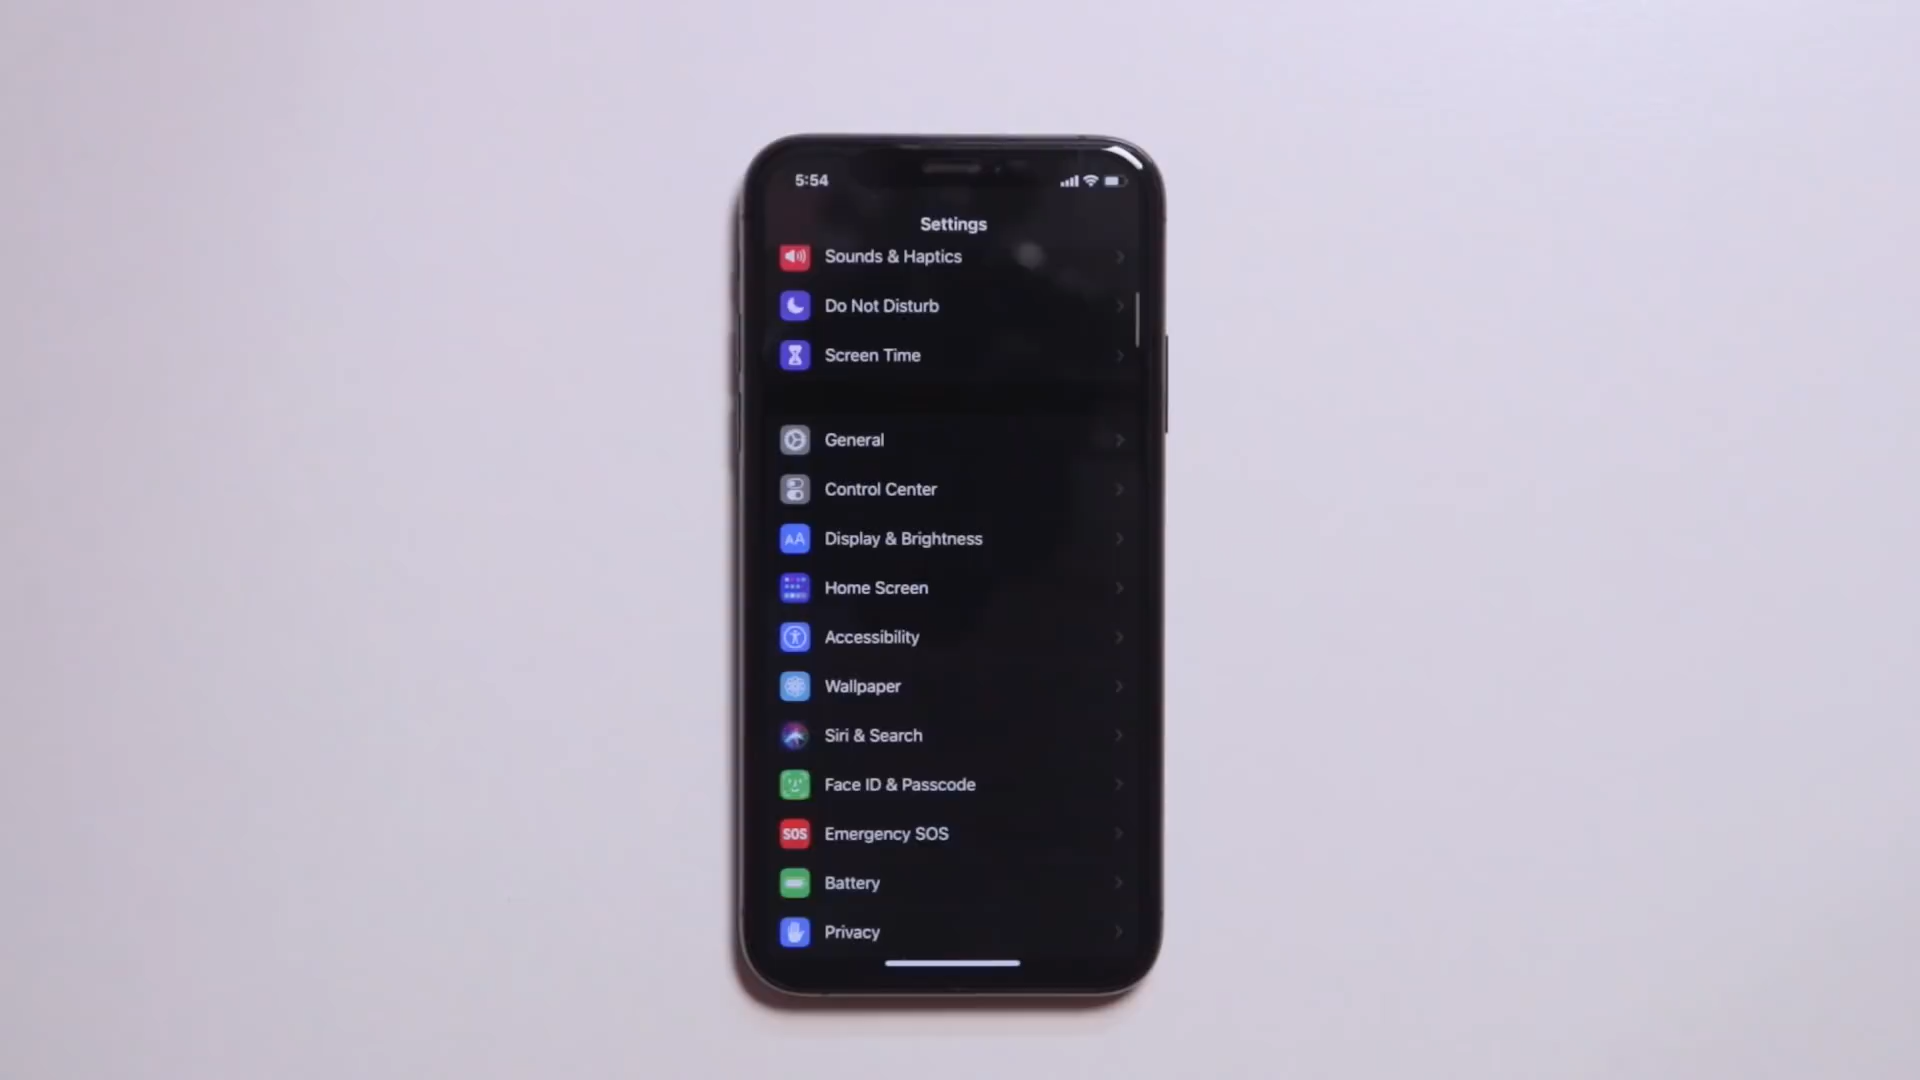 5:54
Settings
Sounds & Haptics
Do Not Disturb
Screen Time
General
Control Center
AA Display & Brightness
Home Screen
Accessibility
Wallpaper
Siri & Search
Face ID & Passcode
SOS Emergency SOS
Battery
Privacy